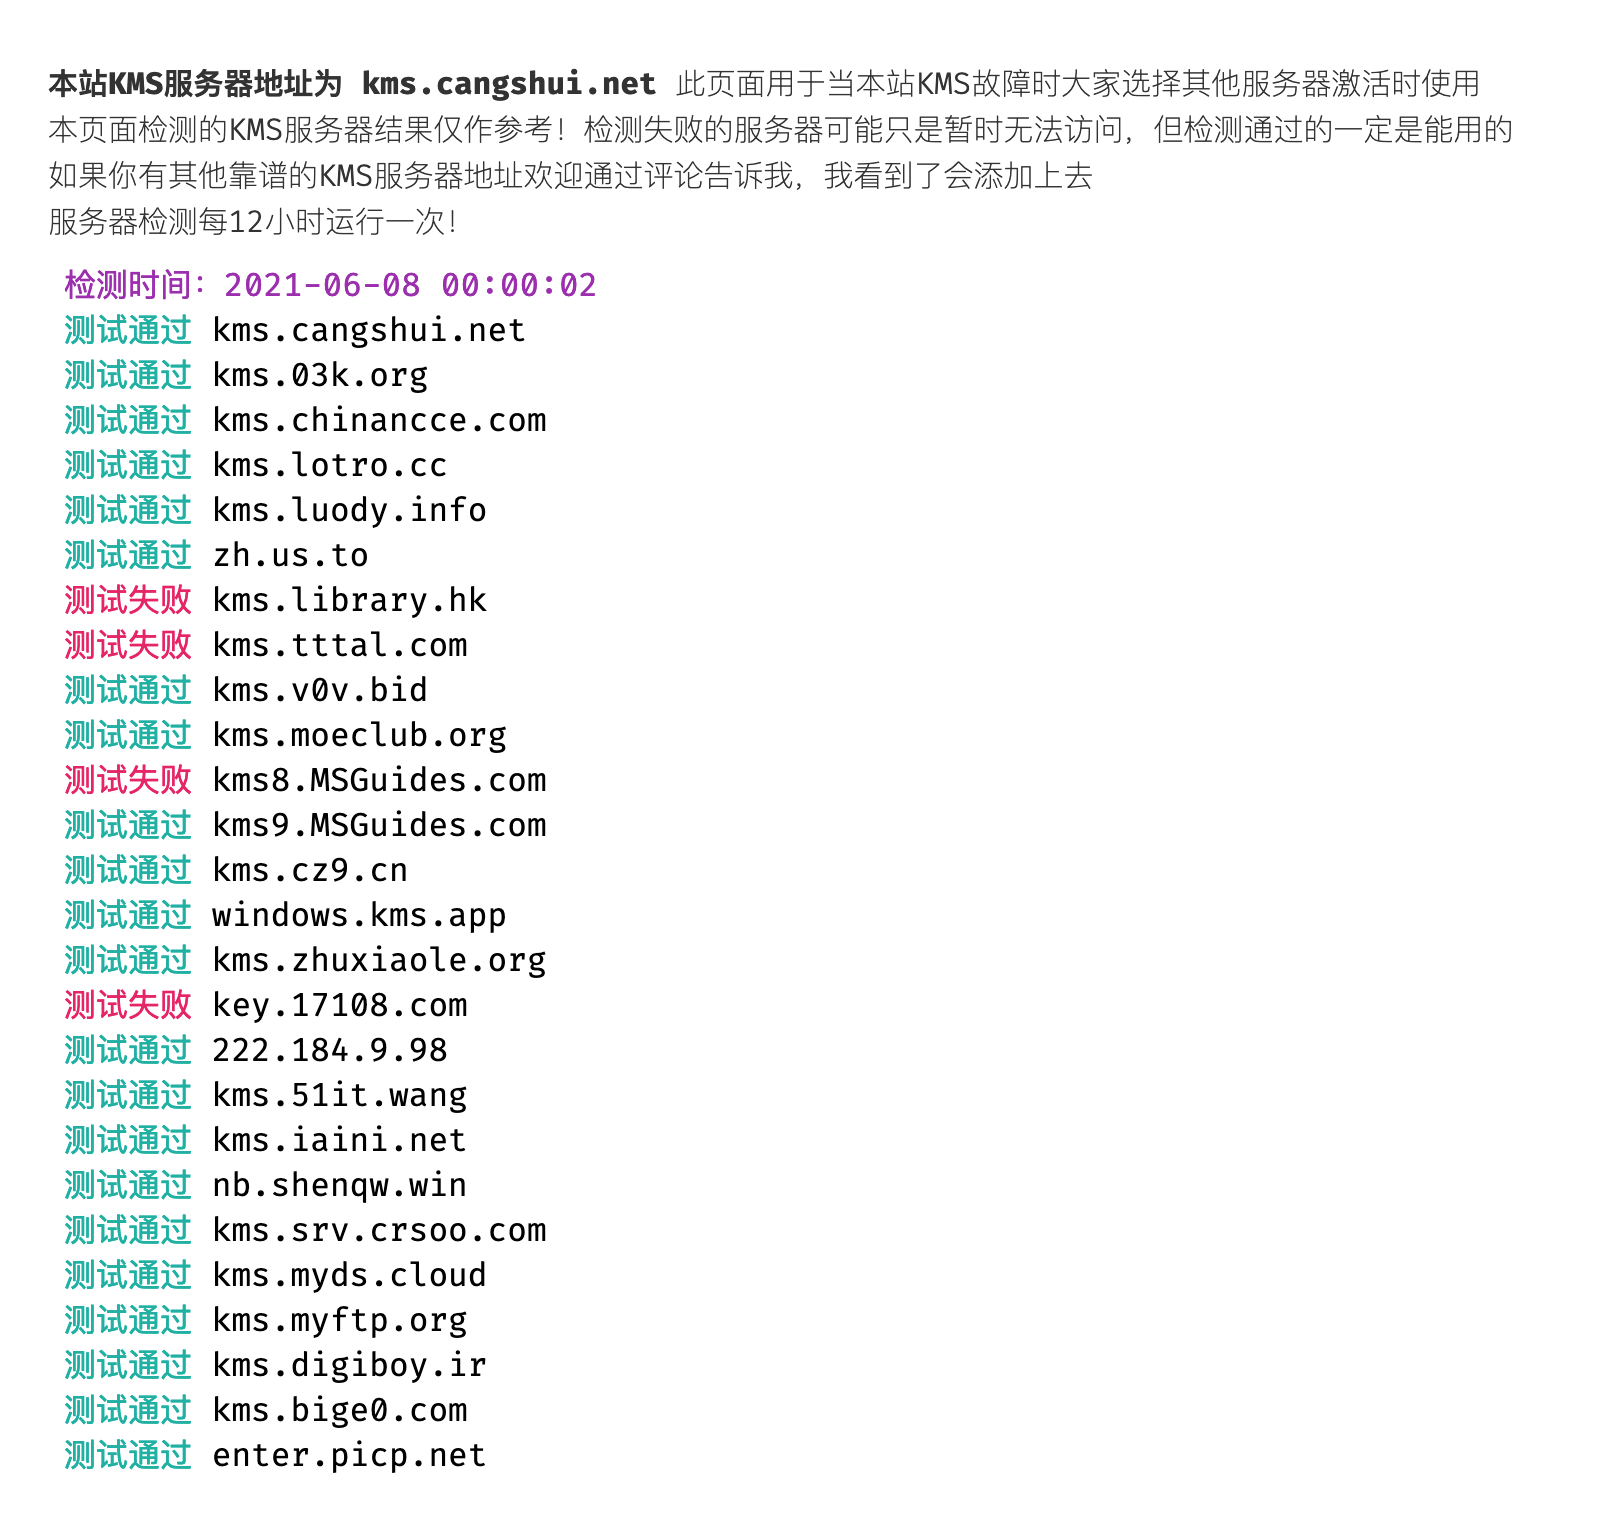 本站KMS服务器地址为 kms.cangshui.net 此页面用于当本站KMS故障时大家选择其他服务器激活时使用
本页面检测的KMS服务器结果仅作参考！检测失败的服务器可能只是暂时无法访问，但检测通过的一定是能用的
如果你有其他靠谱的KMS服务器地址欢迎通过评论告诉我，我看到了会添加上去
服务器检测每12小时运行一次！
检测时间：2021-06-08 00:00:02
测试通过 kms.cangshui.net
测试通过 kms.03k.org
测试通过 kms.chinancce.com
测试通过 kms.lotro.cc
测试通过 kms.luody.info
测试通过 zh.us.to
测试失败 kms.library.hk
测试失败 kms.tttal.com
测试通过 kms.v0v.bid
测试通过 kms.moeclub.org
测试失败 kms8.MSGuides.com
测试通过 kms9.MSGuides.com
测试通过 kms.cz9.cn
测试通过 windows.kms.app
测试通过 kms.zhuxiaole.org
测试失败 key.17108.com
测试通过 222.184.9.98
测试通过 kms.51it.wang
测试通过 kms.iaini.net
测试通过 nb.shenqw.win
测试通过 kms.srv.crsoo.com
测试通过 kms.myds.cloud
测试通过 kms.myftp.org
测试通过 kms.digiboy.ir
测试通过 kms.bige0.com
测试通过 enter.picp.net